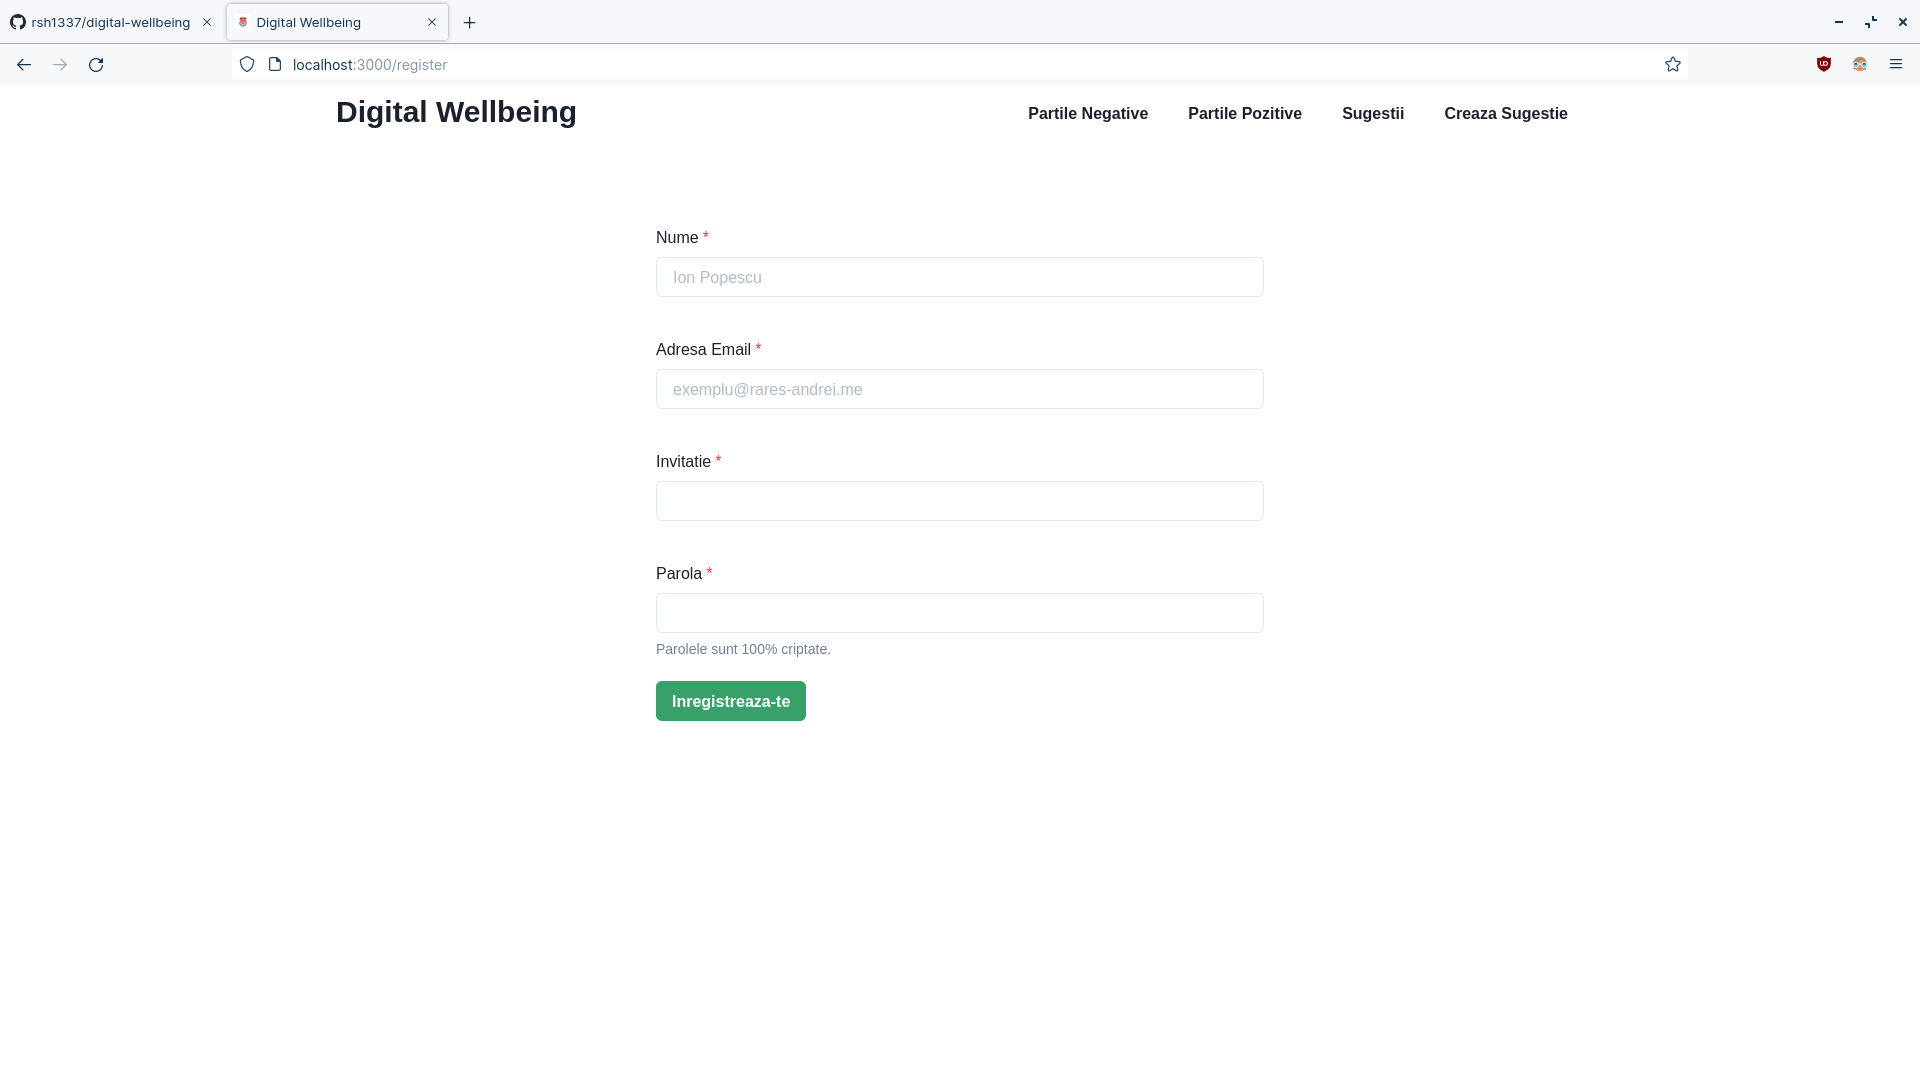 rsh1337/digital-wellbeing
Digital Wellbeing
localhost:3000/register
Digital Wellbeing
Partile Negative
Partile Pozitive
Sugestii
Creaza Sugestie
Nume *
Ion Popescu
Adresa Email *
exemplu@rares-andrei.me
Invitatie *
Parola *
Parolele sunt 100% criptate.
Inregistreaza-te